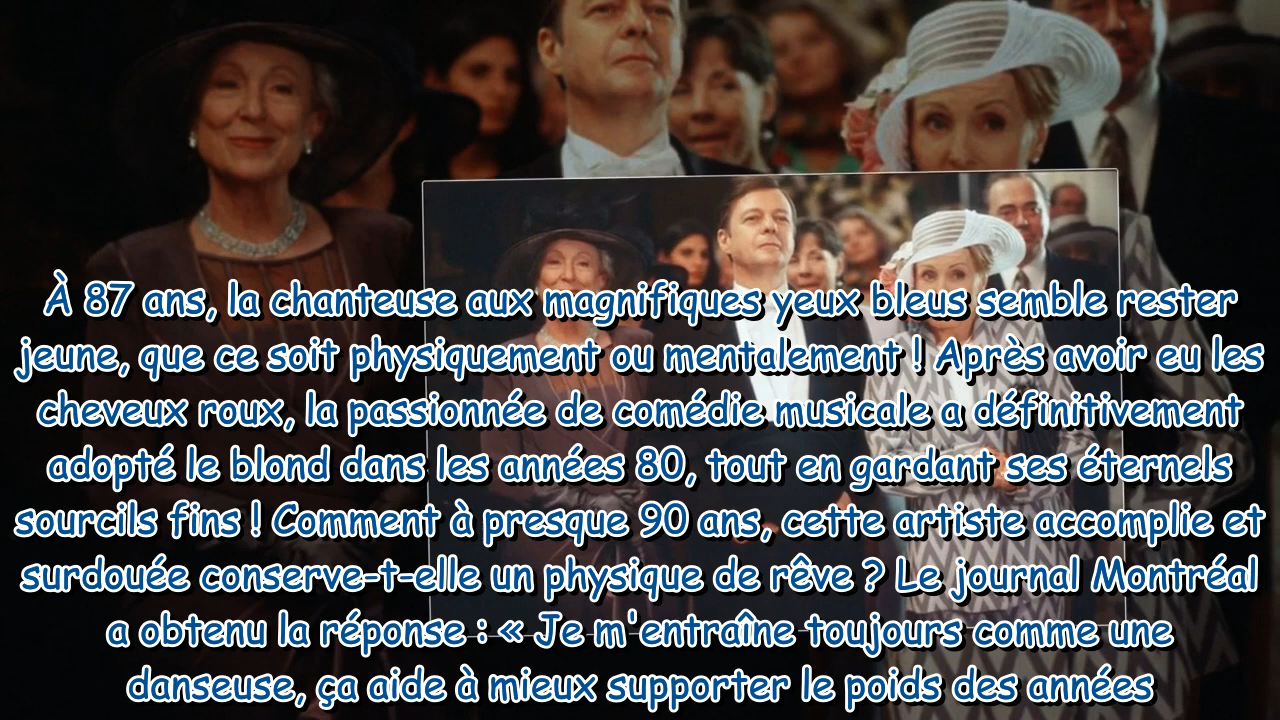 À 87 ans, la chanteuse aux magnifiques yeux bleus semble rester
jeune, que ce soit physiquement ou mentalement ! Après avoir eu les
cheveux roux, la passionnée de comédie musicale a définitivement
adopté le blond dans les années 80, tout en gardant ses éternels
sourcils fins ! Comment à presque 90 ans, cette artiste accomplie et
surdouée conserve-t-elle un physique de rêve ? Le journal Montréal
a obtenu la réponse : « Je m'entraîne toujours comme une
danseuse, ça aide à mieux supporter le poids des années